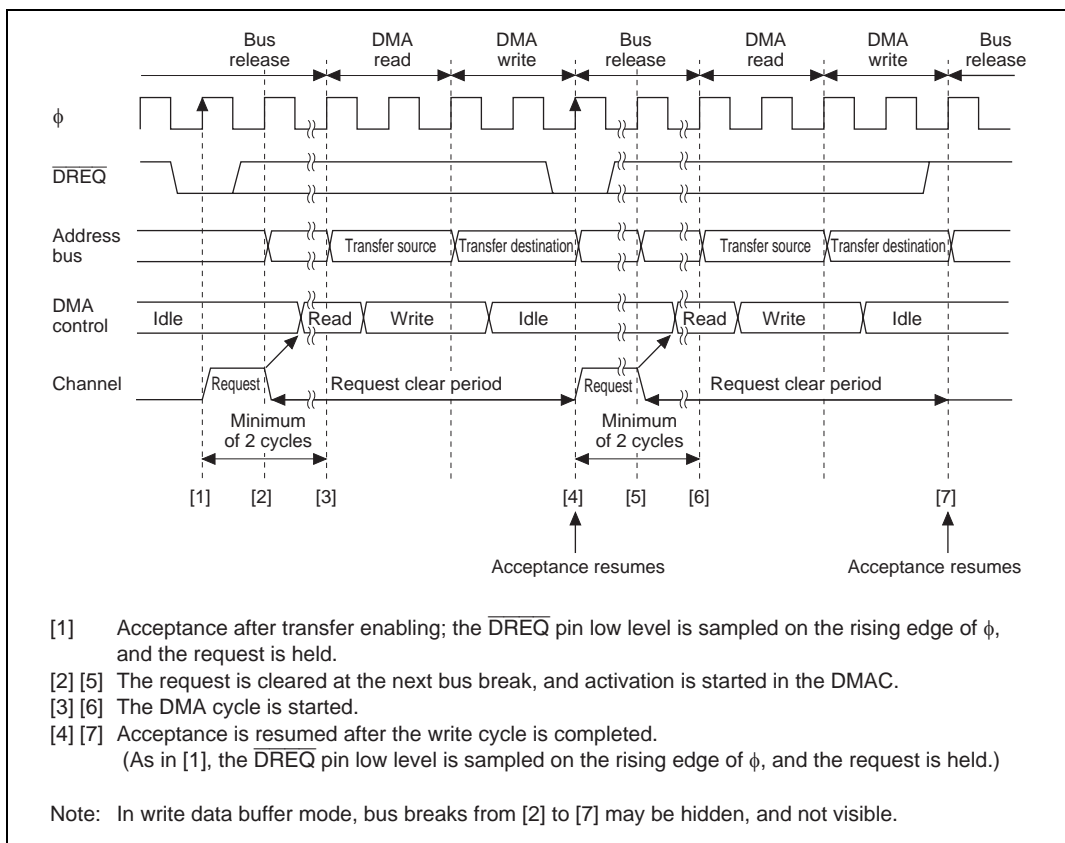 Bus release DMA read DMA write Bus release DMA read DMA write Bus release
ϕ
DREQ
Address bus
Transfer source Transfer destination Transfer source Transfer destination
DMA control
Idle Read Write Idle Read Write Idle
Channel
Request Request clear period Request Request clear period
Minimum of 2 cycles Minimum of 2 cycles
[1] [2] [3] [4] [5] [6] [7]
Acceptance resumes Acceptance resumes
[1] Acceptance after transfer enabling; the DREQ pin low level is sampled on the rising edge of ϕ,
and the request is held.
[2] [5] The request is cleared at the next bus break, and activation is started in the DMAC.
[3] [6] The DMA cycle is started.
[4] [7] Acceptance is resumed after the write cycle is completed.
(As in [1], the DREQ pin low level is sampled on the rising edge of ϕ, and the request is held.)
Note: In write data buffer mode, bus breaks from [2] to [7] may be hidden, and not visible.